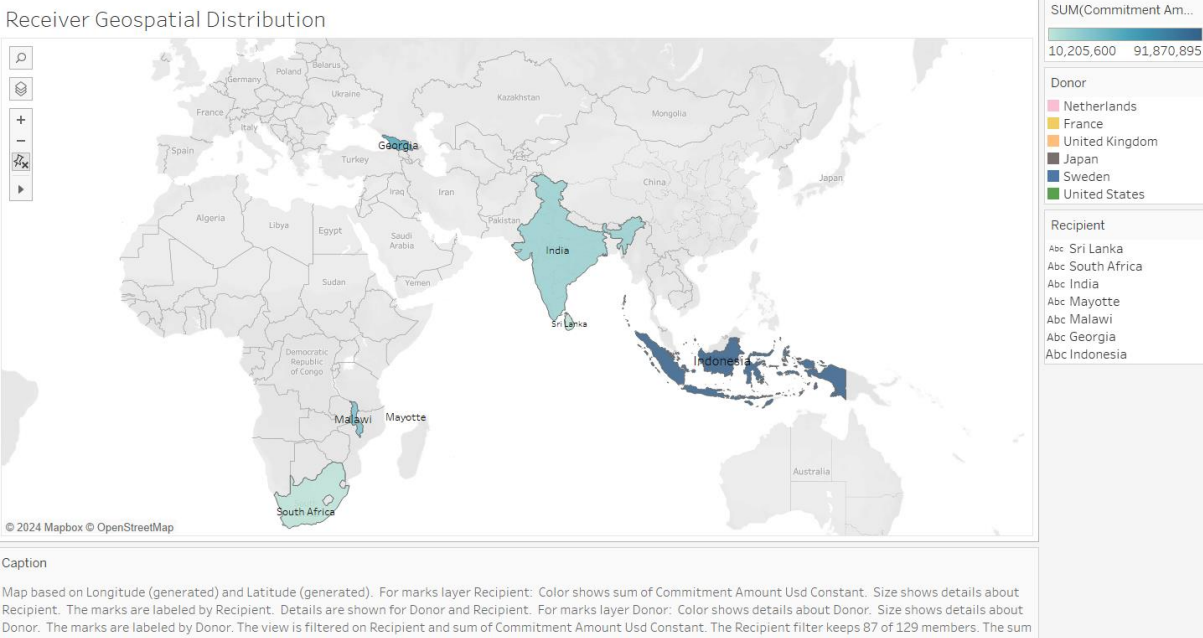 Receiver Geospatial Distribution
SUM(Commitment Am...
10,205,600 91,870,895
Donor
Netherlands
France
United Kingdom
Japan
Sweden
United States
Recipient
Abc Sri Lanka
Abc South Africa
Abc India
Abc Mayotte
Abc Malawi
Abc Georgia
Abc Indonesia
Belarus
Poland
Germany
Ukraine
Kazakhstan
France
Mongolia
Italy
Georgia
Spain
Turkey
Japan
China
Iraq
Iran
Algeria
Libya
Egypt
Pakistan
Saudi
Arabia
India
Sudan
Yemen
Sri Lanka
Democratic
Republic
of Congo
Indonesia
Malawi
Mayotte
Australia
South Africa
© 2024 Mapbox © OpenStreetMap
Caption
Map based on Longitude (generated) and Latitude (generated). For marks layer Recipient: Color shows sum of Commitment Amount Usd Constant. Size shows details about
Recipient. The marks are labeled by Recipient. Details are shown for Donor and Recipient. For marks layer Donor: Color shows details about Donor. Size shows details about
Donor. The marks are labeled by Donor. The view is filtered on Recipient and sum of Commitment Amount Usd Constant. The Recipient filter keeps 87 of 129 members. The sum